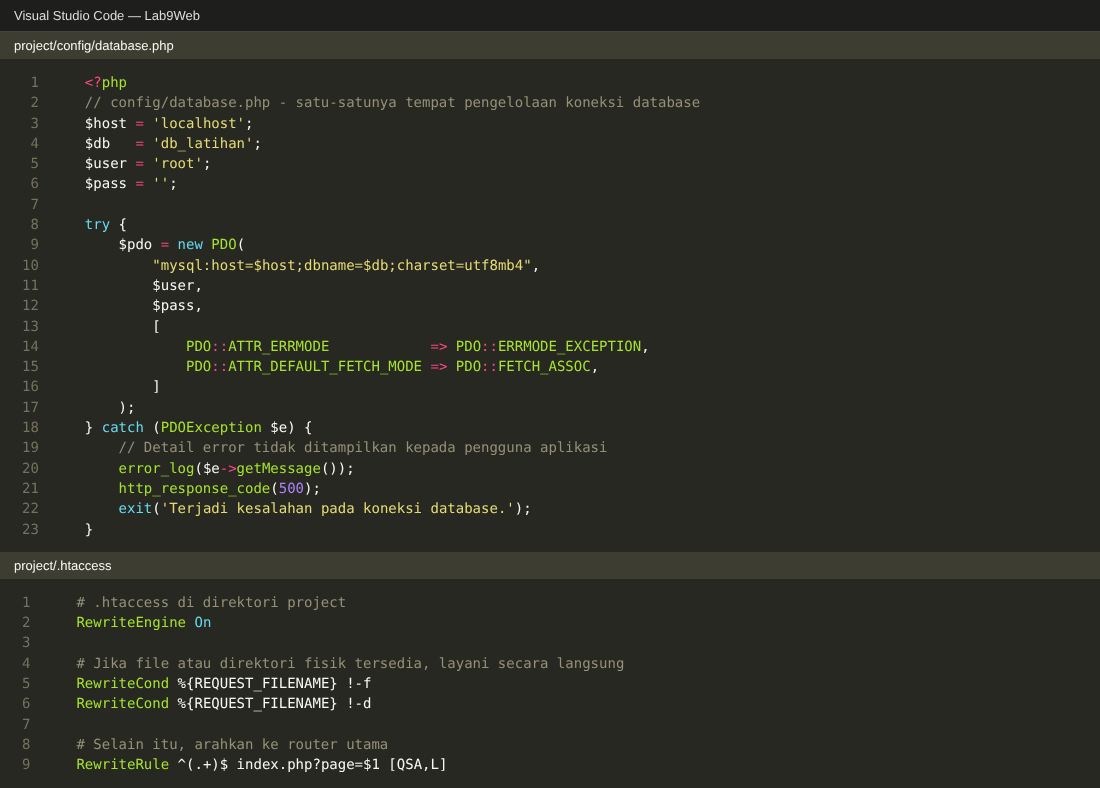 Visual Studio Code — Lab9Web
project/config/database.php
1 <?php
2 // config/database.php - satu-satunya tempat pengelolaan koneksi database
3 $host = 'localhost';
4 $db   = 'db_latihan';
5 $user = 'root';
6 $pass = '';
7
8 try {
9     $pdo = new PDO(
10         "mysql:host=$host;dbname=$db;charset=utf8mb4",
11         $user,
12         $pass,
13         [
14             PDO::ATTR_ERRMODE            => PDO::ERRMODE_EXCEPTION,
15             PDO::ATTR_DEFAULT_FETCH_MODE => PDO::FETCH_ASSOC,
16         ]
17     );
18 } catch (PDOException $e) {
19     // Detail error tidak ditampilkan kepada pengguna aplikasi
20     error_log($e->getMessage());
21     http_response_code(500);
22     exit('Terjadi kesalahan pada koneksi database.');
23 }
project/.htaccess
1 # .htaccess di direktori project
2 RewriteEngine On
3
4 # Jika file atau direktori fisik tersedia, layani secara langsung
5 RewriteCond %{REQUEST_FILENAME} !-f
6 RewriteCond %{REQUEST_FILENAME} !-d
7
8 # Selain itu, arahkan ke router utama
9 RewriteRule ^(.+)$ index.php?page=$1 [QSA,L]